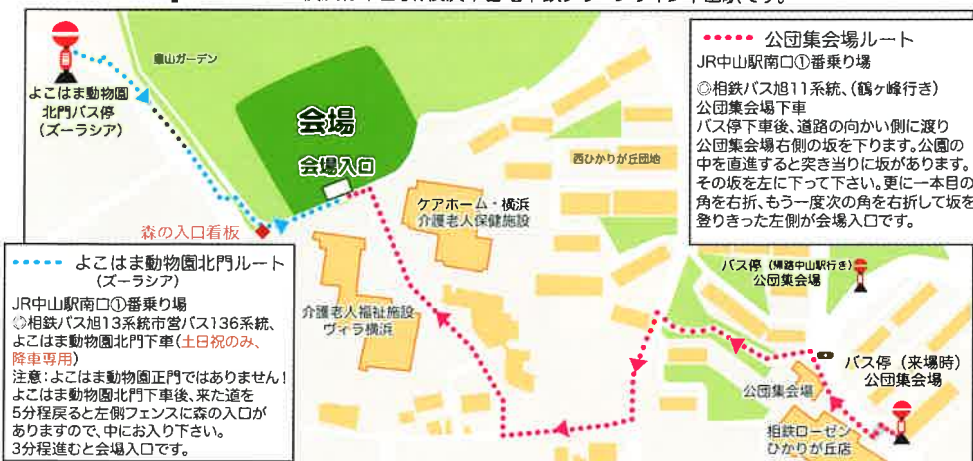 よこはま動物園
北門バス停
(ズーラシア)
会場
会場入口
西ひかりが丘団地
ケアホーム・横浜
介護老人保健施設
森の入口看板
介護老人福祉施設
ヴィラ横浜
バス停(帰路中山駅行き)
公団集会場
バス停(来場時)
公団集会場
公団集会場
相鉄ローゼン
ひかりが丘店
公団集会場ルート
JR中山駅南口①番乗り場
◎相鉄バス旭11系統、(鶴ヶ峰行き)
公団集会場下車
バス停下車後、道路の向かい側に渡り
公団集会場右側の坂を下ります。公園の
中を直進すると突き当りに坂があります。
その坂を左に下って下さい。更に一本目の
角を右折、もう一度次の角を右折して坂を
登りきった左側が会場入口です。
よこはま動物園北門ルート
(ズーラシア)
JR中山駅南口①番乗り場
◎相鉄バス旭13系統市営バス136系統、
よこはま動物園北門下車(土日祝のみ、
降車専用)
注意:よこはま動物園正門ではありません!
よこはま動物園北門下車後、来た道を
5分程戻ると左側フェンスに森の入口が
ありますので、中にお入り下さい。
3分程進むと会場入口です。